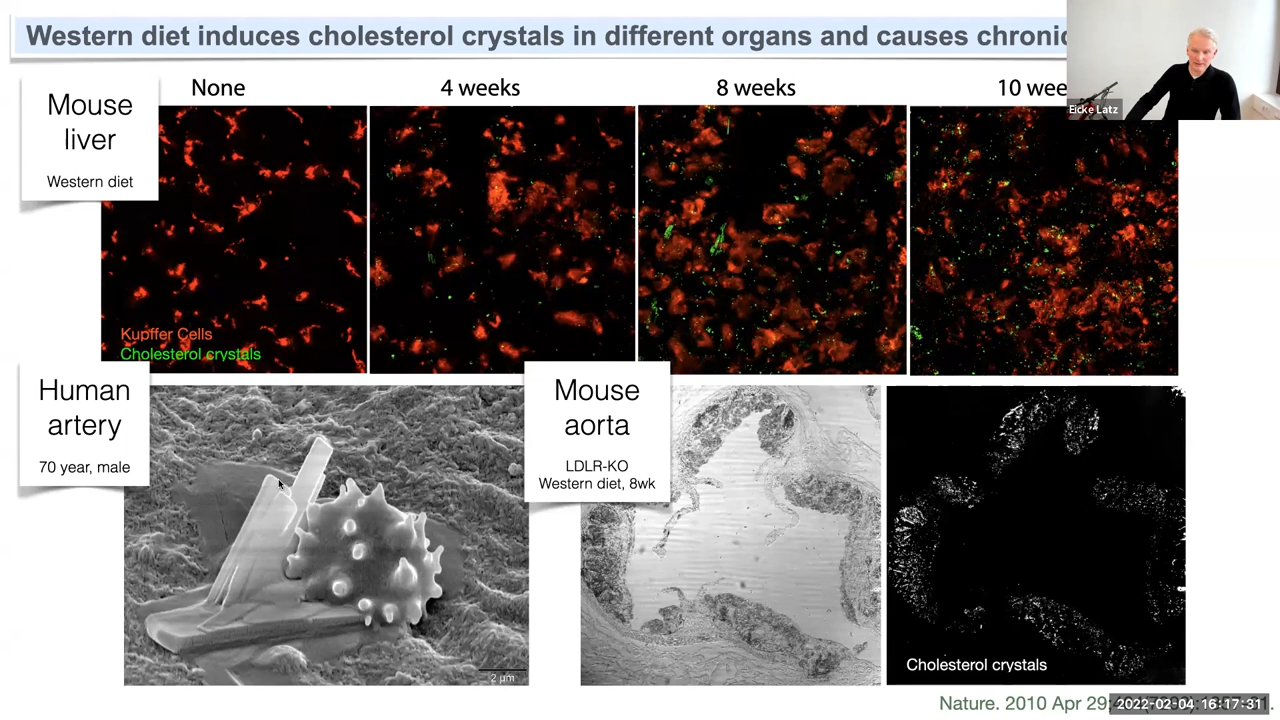 Western diet induces cholesterol crystals in different organs and causes chronic
None
4 weeks
8 weeks
10 wee
Eicke Latz
Mouse
liver
Western diet
Kupffer Cells
Cholesterol crystals
Human
artery
70 year, male
Mouse
aorta
LDLR-KO
Western diet, 8wk
2 µm
Cholesterol crystals
Nature. 2010 Apr 29;
2022-02-04 16:17:31